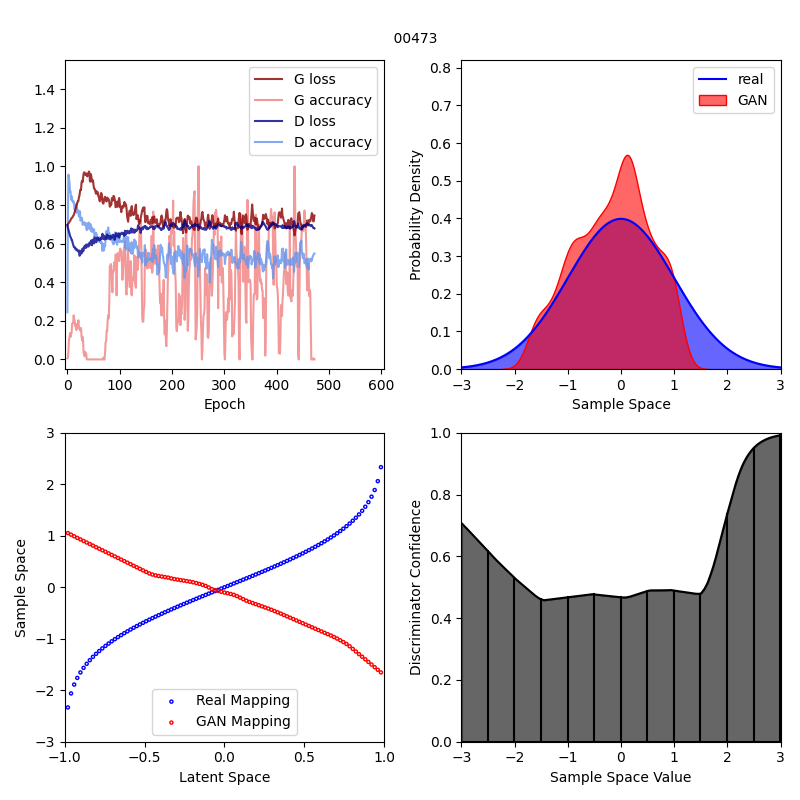 00473
G loss
G accuracy
D loss
D accuracy
0.0
0.2
0.4
0.6
0.8
1.0
1.2
1.4
0 100 200 300 400 500 600
Epoch
real
GAN
Probability Density
0.0
0.1
0.2
0.3
0.4
0.5
0.6
0.7
0.8
−3 −2 −1 0 1 2 3
Sample Space
Sample Space
−3
−2
−1
0
1
2
3
Real Mapping
GAN Mapping
−1.0 −0.5 0.0 0.5 1.0
Latent Space
Discriminator Confidence
0.0
0.2
0.4
0.6
0.8
1.0
−3 −2 −1 0 1 2 3
Sample Space Value